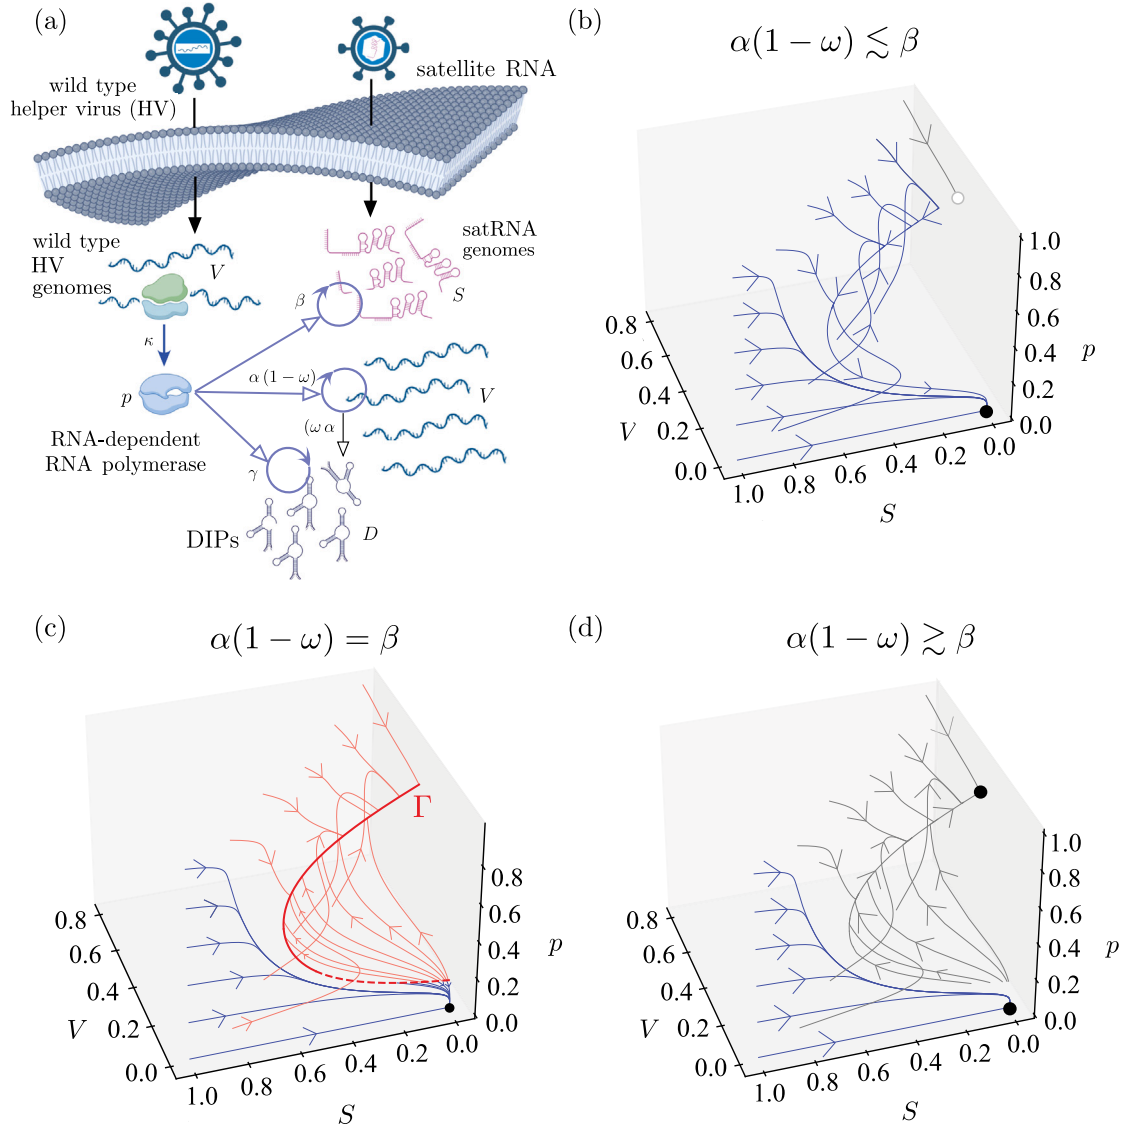 (a)
wild type
helper virus (HV)
satellite RNA
wild type
HV
genomes
V
satRNA
genomes
S
β
κ
α (1 − ω)
p
V
(ω α
RNA-dependent
RNA polymerase
γ
DIPs
D
(b)
α(1 − ω) ≲ β
1.0
0.8
0.6
0.4
0.2
0.0
p
0.8
0.6
0.4
0.2
0.0
V
1.0
0.8
0.6
0.4
0.2
0.0
S
(c)
α(1 − ω) = β
Γ
0.8
0.6
0.4
0.2
0.0
p
0.8
0.6
0.4
0.2
0.0
V
1.0
0.8
0.6
0.4
0.2
0.0
S
(d)
α(1 − ω) ≳ β
1.0
0.8
0.6
0.4
0.2
0.0
p
0.8
0.6
0.4
0.2
0.0
V
1.0
0.8
0.6
0.4
0.2
0.0
S